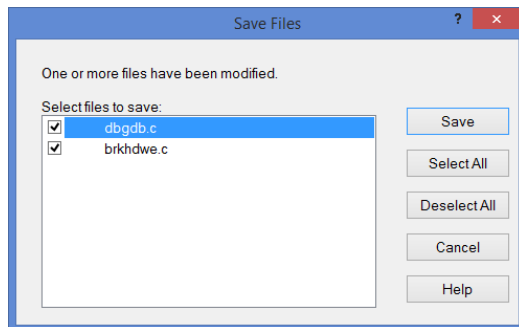 Save Files
?
One or more files have been modified.
Select files to save:
dbgdb.c
brkhdwe.c
Save
Select All
Deselect All
Cancel
Help